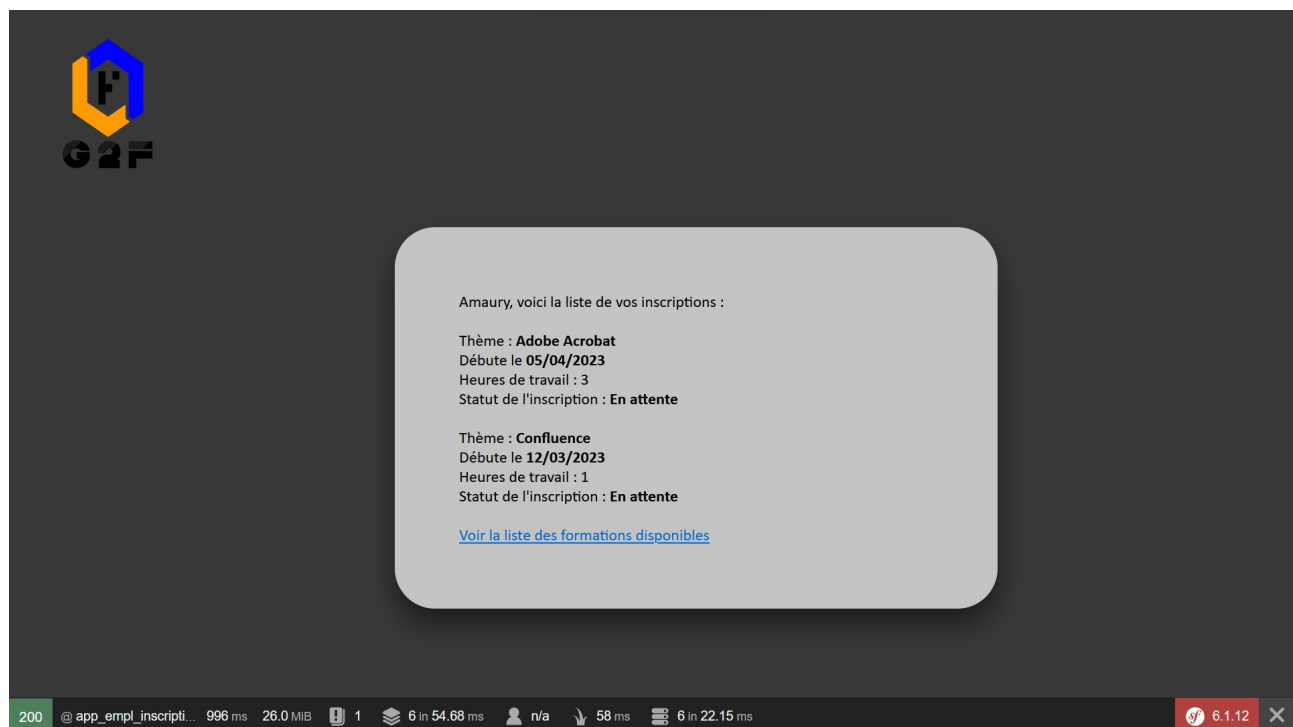 F
G2F
Amaury, voici la liste de vos inscriptions :
Thème : Adobe Acrobat
Débute le 05/04/2023
Heures de travail : 3
Statut de l'inscription : En attente
Thème : Confluence
Débute le 12/03/2023
Heures de travail : 1
Statut de l'inscription : En attente
Voir la liste des formations disponibles
200 @ app_empl_inscripti... 996 ms 26.0 MiB 1 6 in 54.68 ms n/a 58 ms 6 in 22.15 ms sf 6.1.12